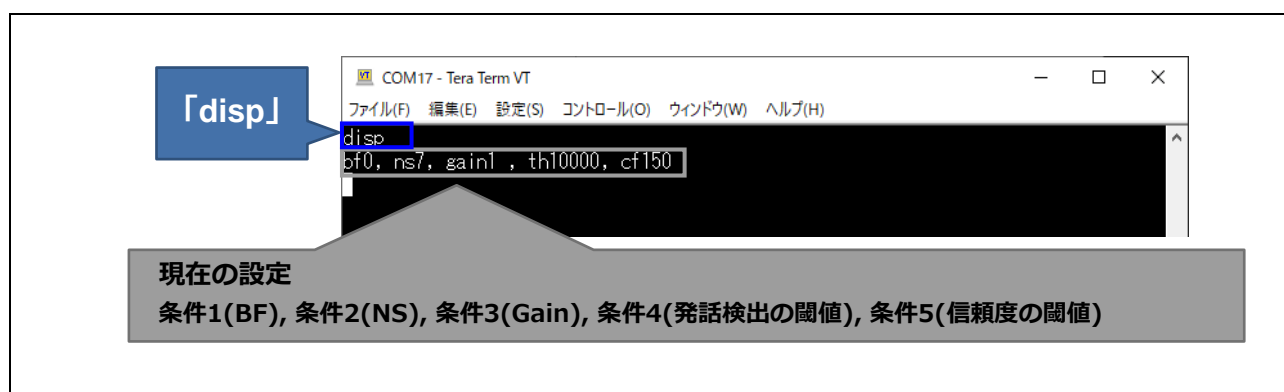 「disp」
COM17 - Tera Term VT
ファイル(F) 編集(E) 設定(S) コントロール(O) ウィンドウ(W) ヘルプ(H)
disp
bf0, ns7, gain1 , th10000, cf150
現在の設定
条件1(BF), 条件2(NS), 条件3(Gain), 条件4(発話検出の閾値), 条件5(信頼度の閾値)